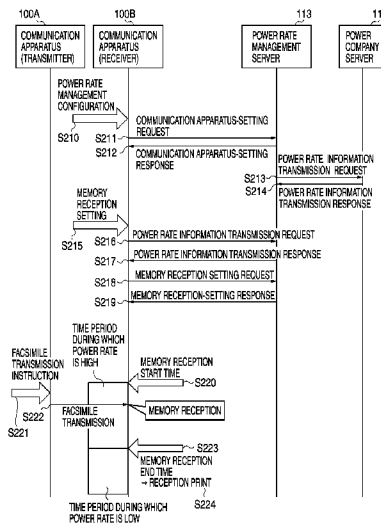 100A
100B
113
COMMUNICATION
APPARATUS
(TRANSMITTER)
COMMUNICATION
APPARATUS
(RECEIVER)
POWER RATE
MANAGEMENT
SERVER
POWER
COMPANY
SERVER
POWER RATE
MANAGEMENT
CONFIGURATION
S210
S211
COMMUNICATION APPARATUS-SETTING
REQUEST
S212
COMMUNICATION APPARATUS-SETTING
RESPONSE
POWER RATE INFORMATION
TRANSMISSION REQUEST
S213
S214
POWER RATE INFORMATION
TRANSMISSION RESPONSE
MEMORY
RECEPTION
SETTING
S215
S216
POWER RATE INFORMATION TRANSMISSION REQUEST
S217
POWER RATE INFORMATION TRANSMISSION RESPONSE
S218
MEMORY RECEPTION SETTING REQUEST
S219
MEMORY RECEPTION-SETTING RESPONSE
TIME PERIOD
DURING WHICH
POWER RATE
IS HIGH
MEMORY RECEPTION
START TIME
S220
FACSIMILE
TRANSMISSION
INSTRUCTION
S221
S222
FACSIMILE
TRANSMISSION
MEMORY RECEPTION
S223
MEMORY RECEPTION
END TIME
→ RECEPTION PRINT
S224
TIME PERIOD DURING WHICH
POWER RATE IS LOW